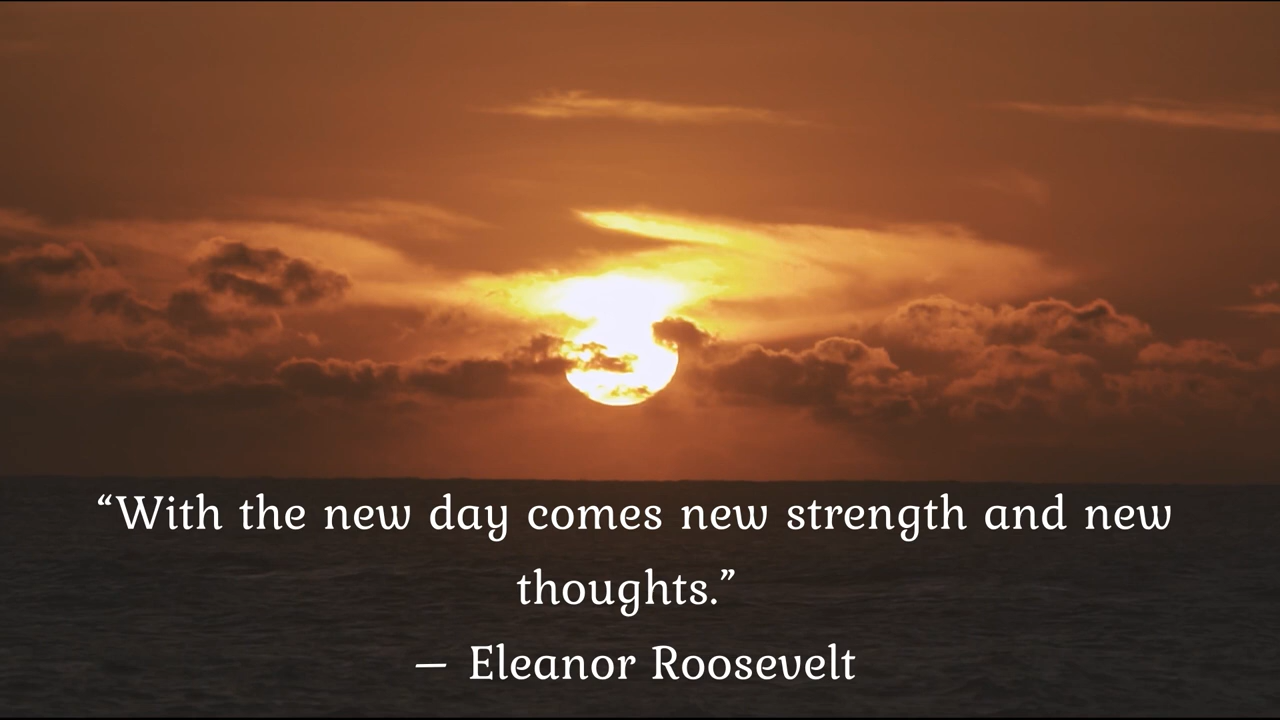 “With the new day comes new strength and new
thoughts.”
— Eleanor Roosevelt